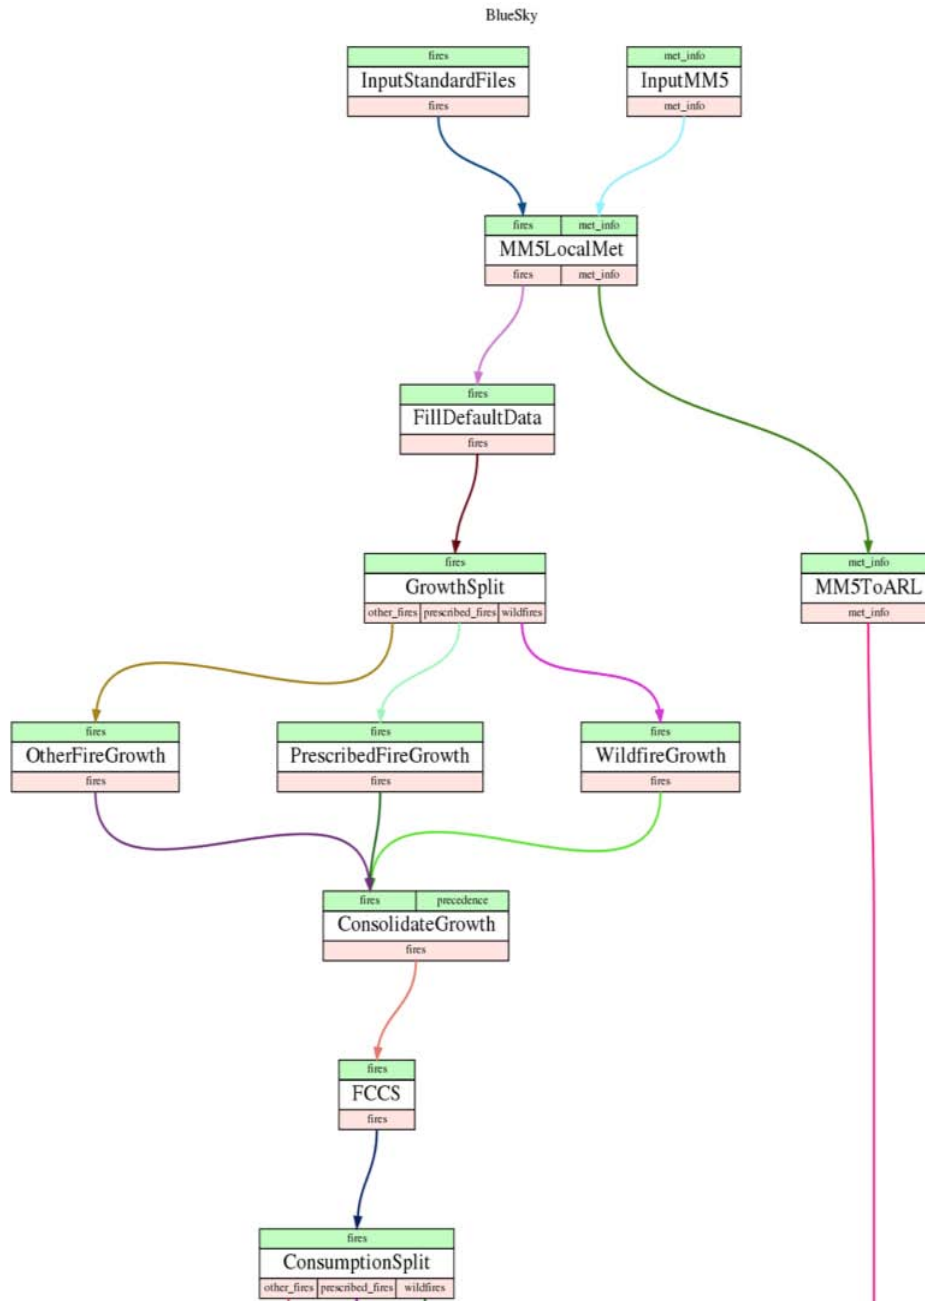 BlueSky
fires met_info
InputStandardFiles InputMM5
fires met_info
fires met_info
MM5LocalMet
fires met_info
fires
FillDefaultData
fires
fires met_info
GrowthSplit MM5ToARL
other_fires prescribed_fires wildfires met_info
fires fires fires
OtherFireGrowth PrescribedFireGrowth WildfireGrowth
fires fires fires
fires precedence
ConsolidateGrowth
fires
fires
FCCS
fires
fires
ConsumptionSplit
other_fires prescribed_fires wildfires